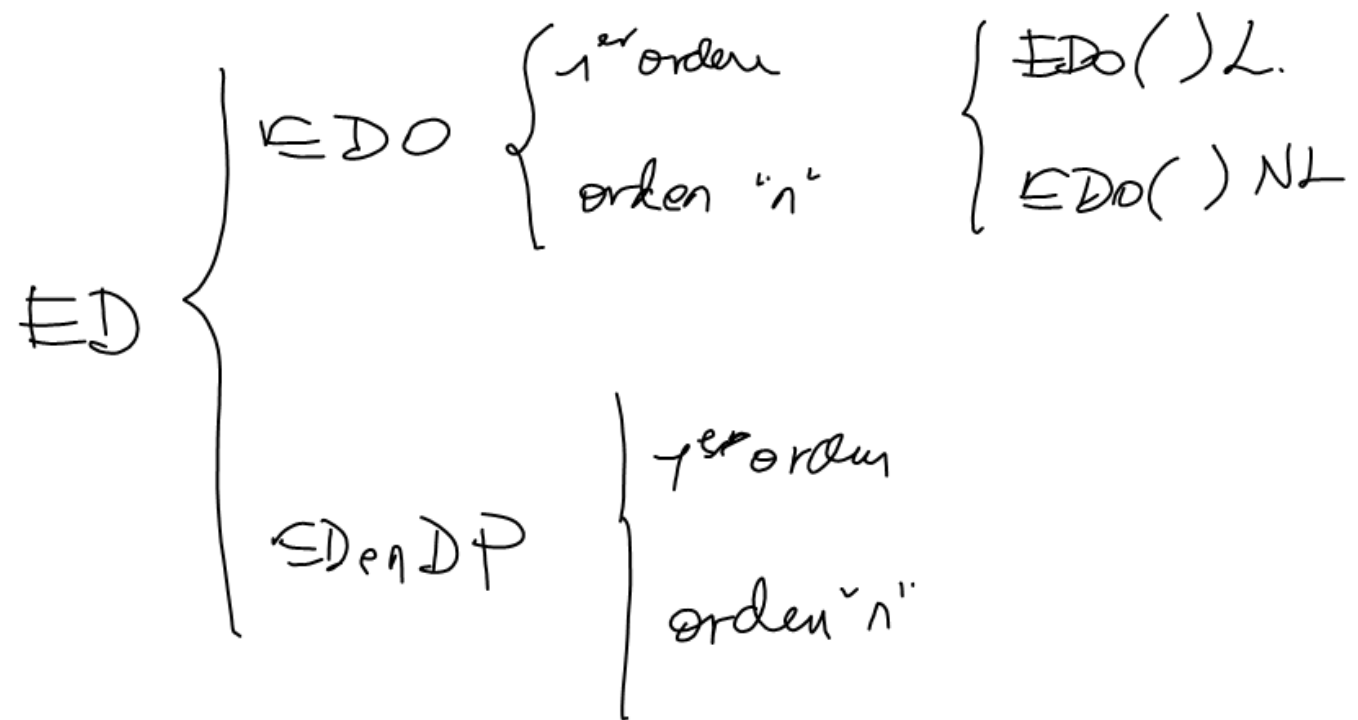 1er orden
EDO( ) L.
EDO
orden "n"
EDO( ) NL
ED
1er orden
EDenDP
orden "n"